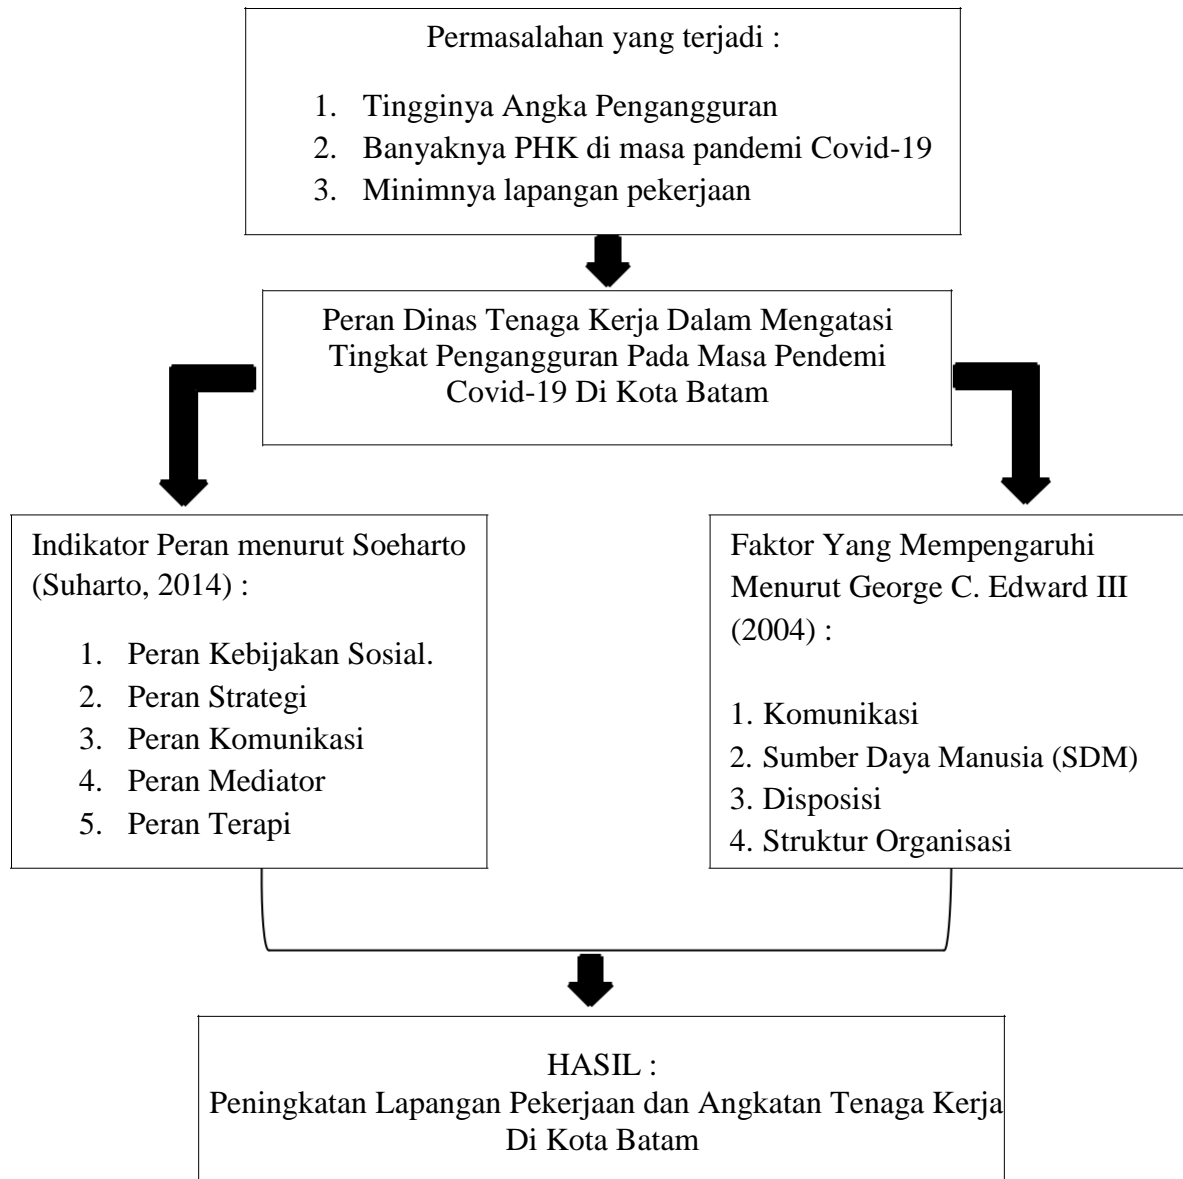 Permasalahan yang terjadi :
1. Tingginya Angka Pengangguran
2. Banyaknya PHK di masa pandemi Covid-19
3. Minimnya lapangan pekerjaan
Peran Dinas Tenaga Kerja Dalam Mengatasi
Tingkat Pengangguran Pada Masa Pendemi
Covid-19 Di Kota Batam
Indikator Peran menurut Soeharto
(Suharto, 2014) :
1. Peran Kebijakan Sosial.
2. Peran Strategi
3. Peran Komunikasi
4. Peran Mediator
5. Peran Terapi
Faktor Yang Mempengaruhi
Menurut George C. Edward III
(2004) :
1. Komunikasi
2. Sumber Daya Manusia (SDM)
3. Disposisi
4. Struktur Organisasi
HASIL :
Peningkatan Lapangan Pekerjaan dan Angkatan Tenaga Kerja
Di Kota Batam